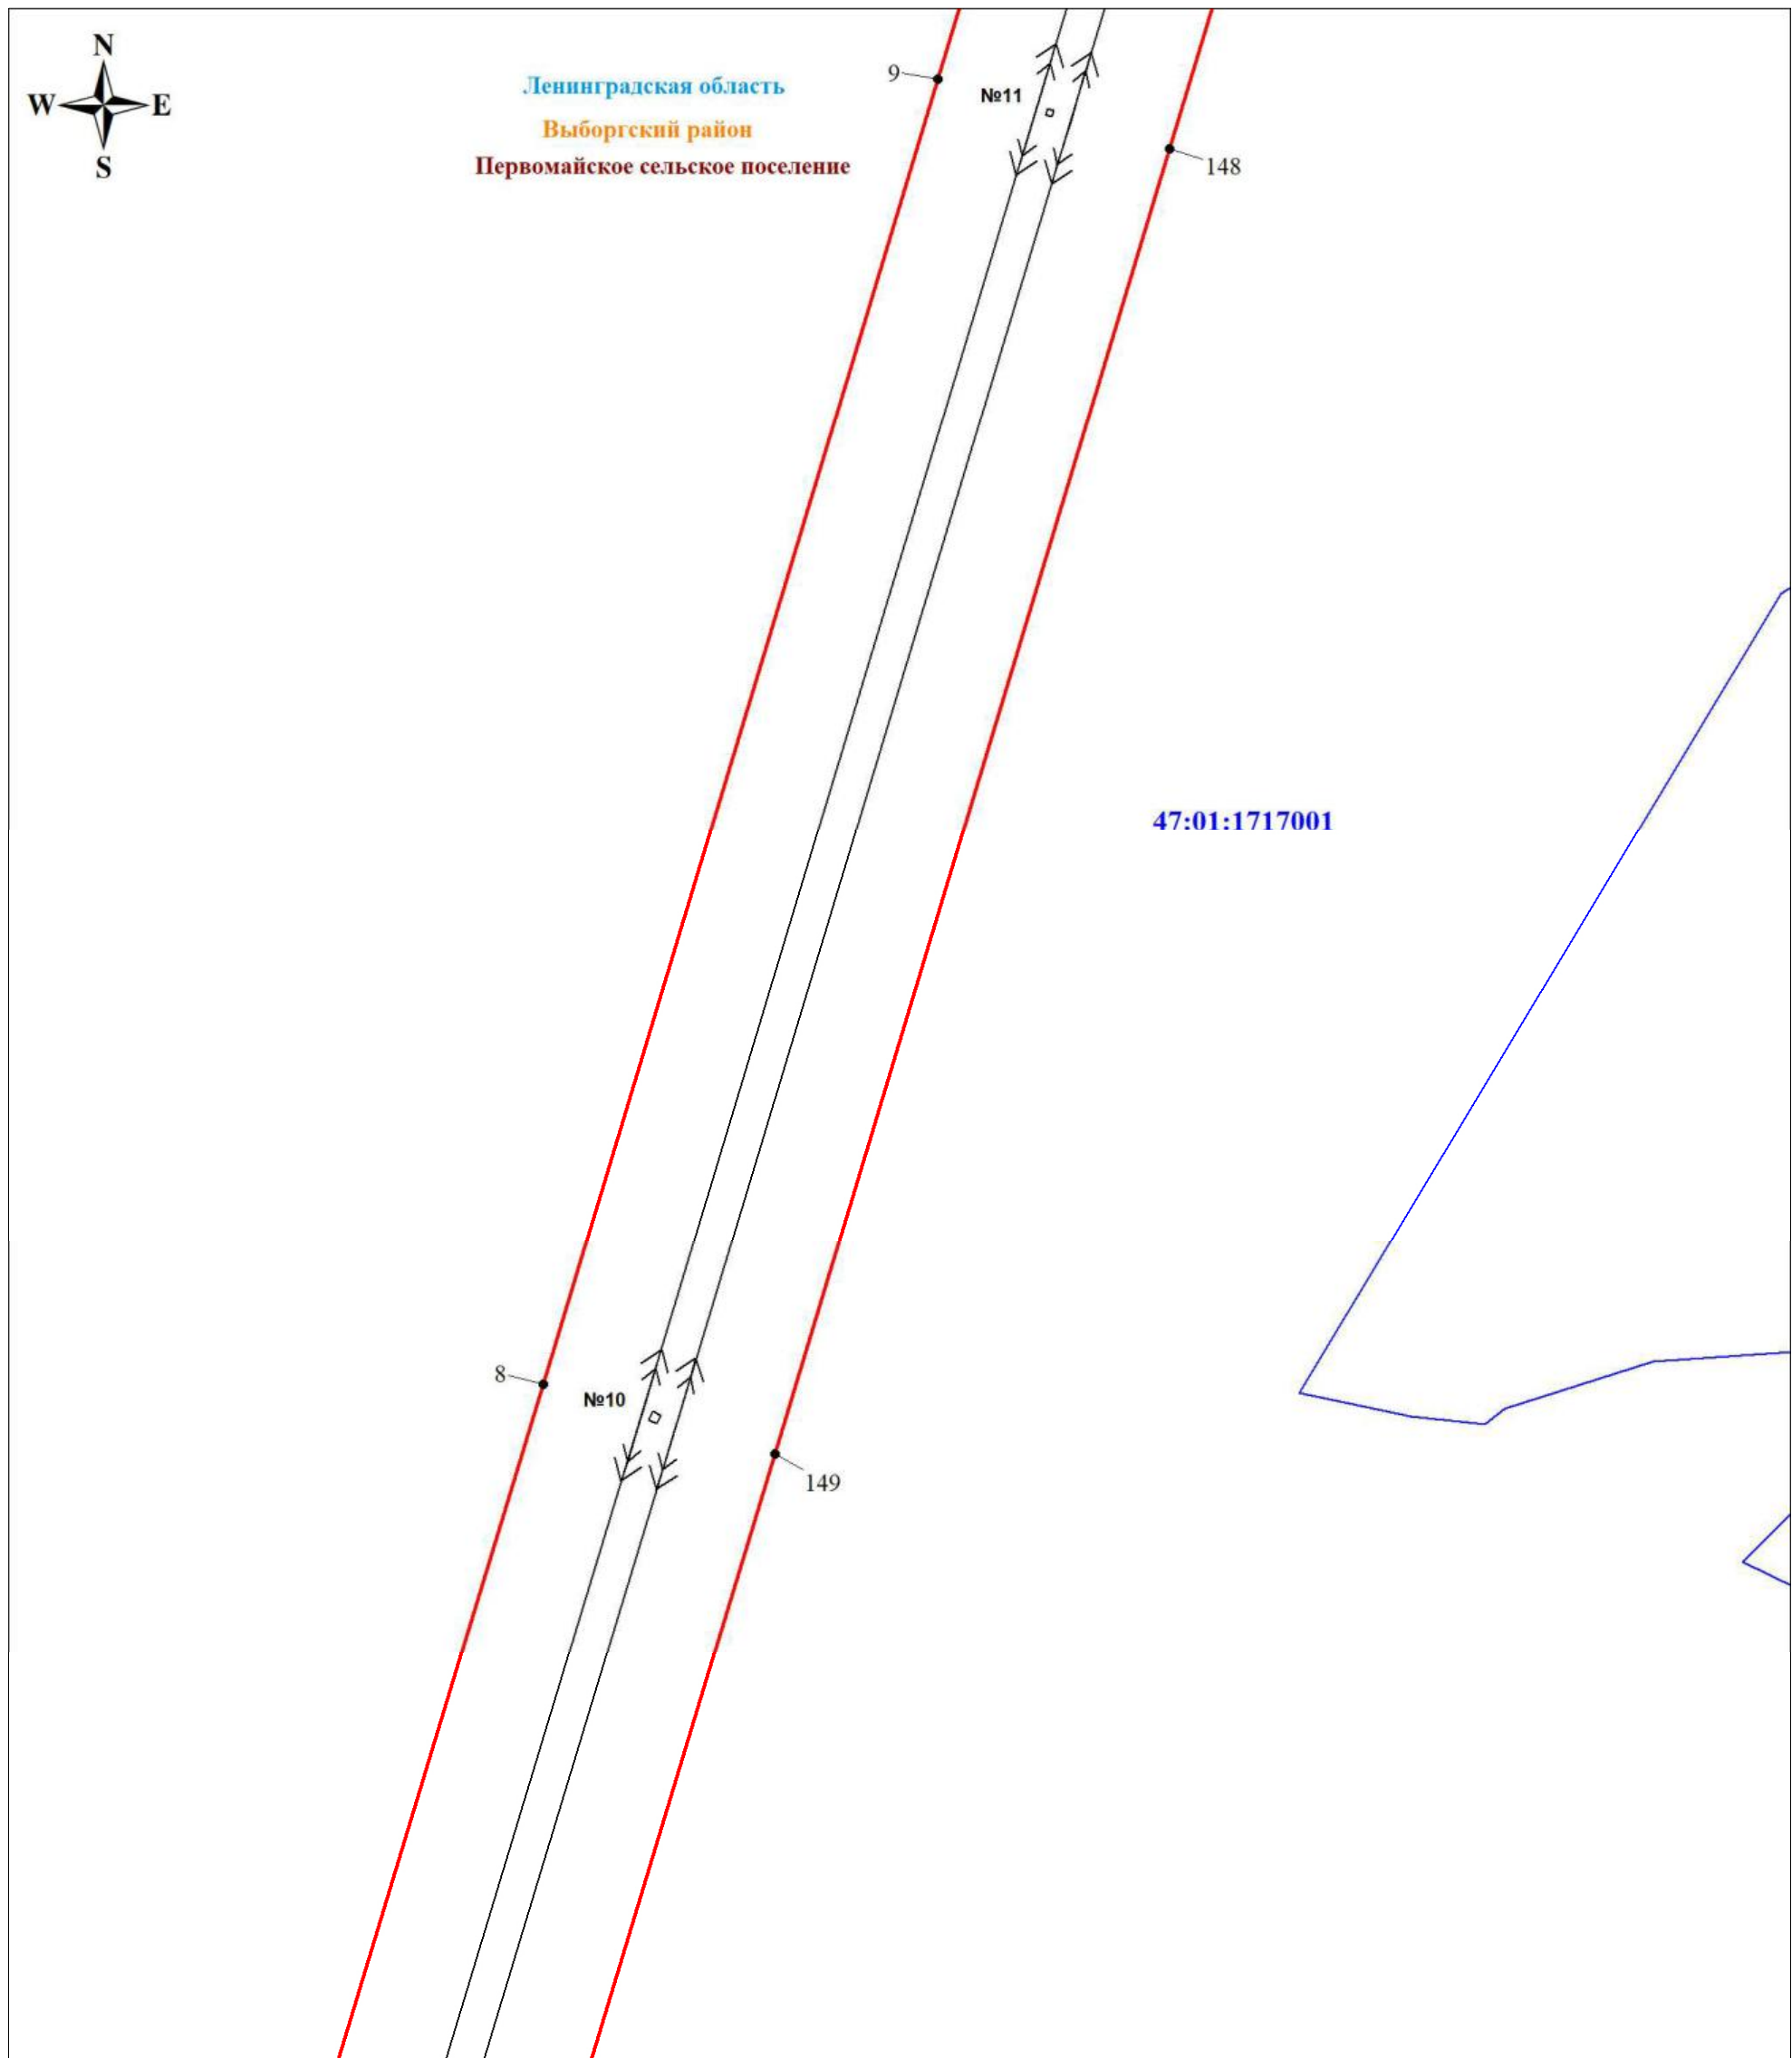 N
W E
S
Ленинградская область
Выборгский район
Первомайское сельское поселение
9
№11
148
47:01:1717001
8
№10
149